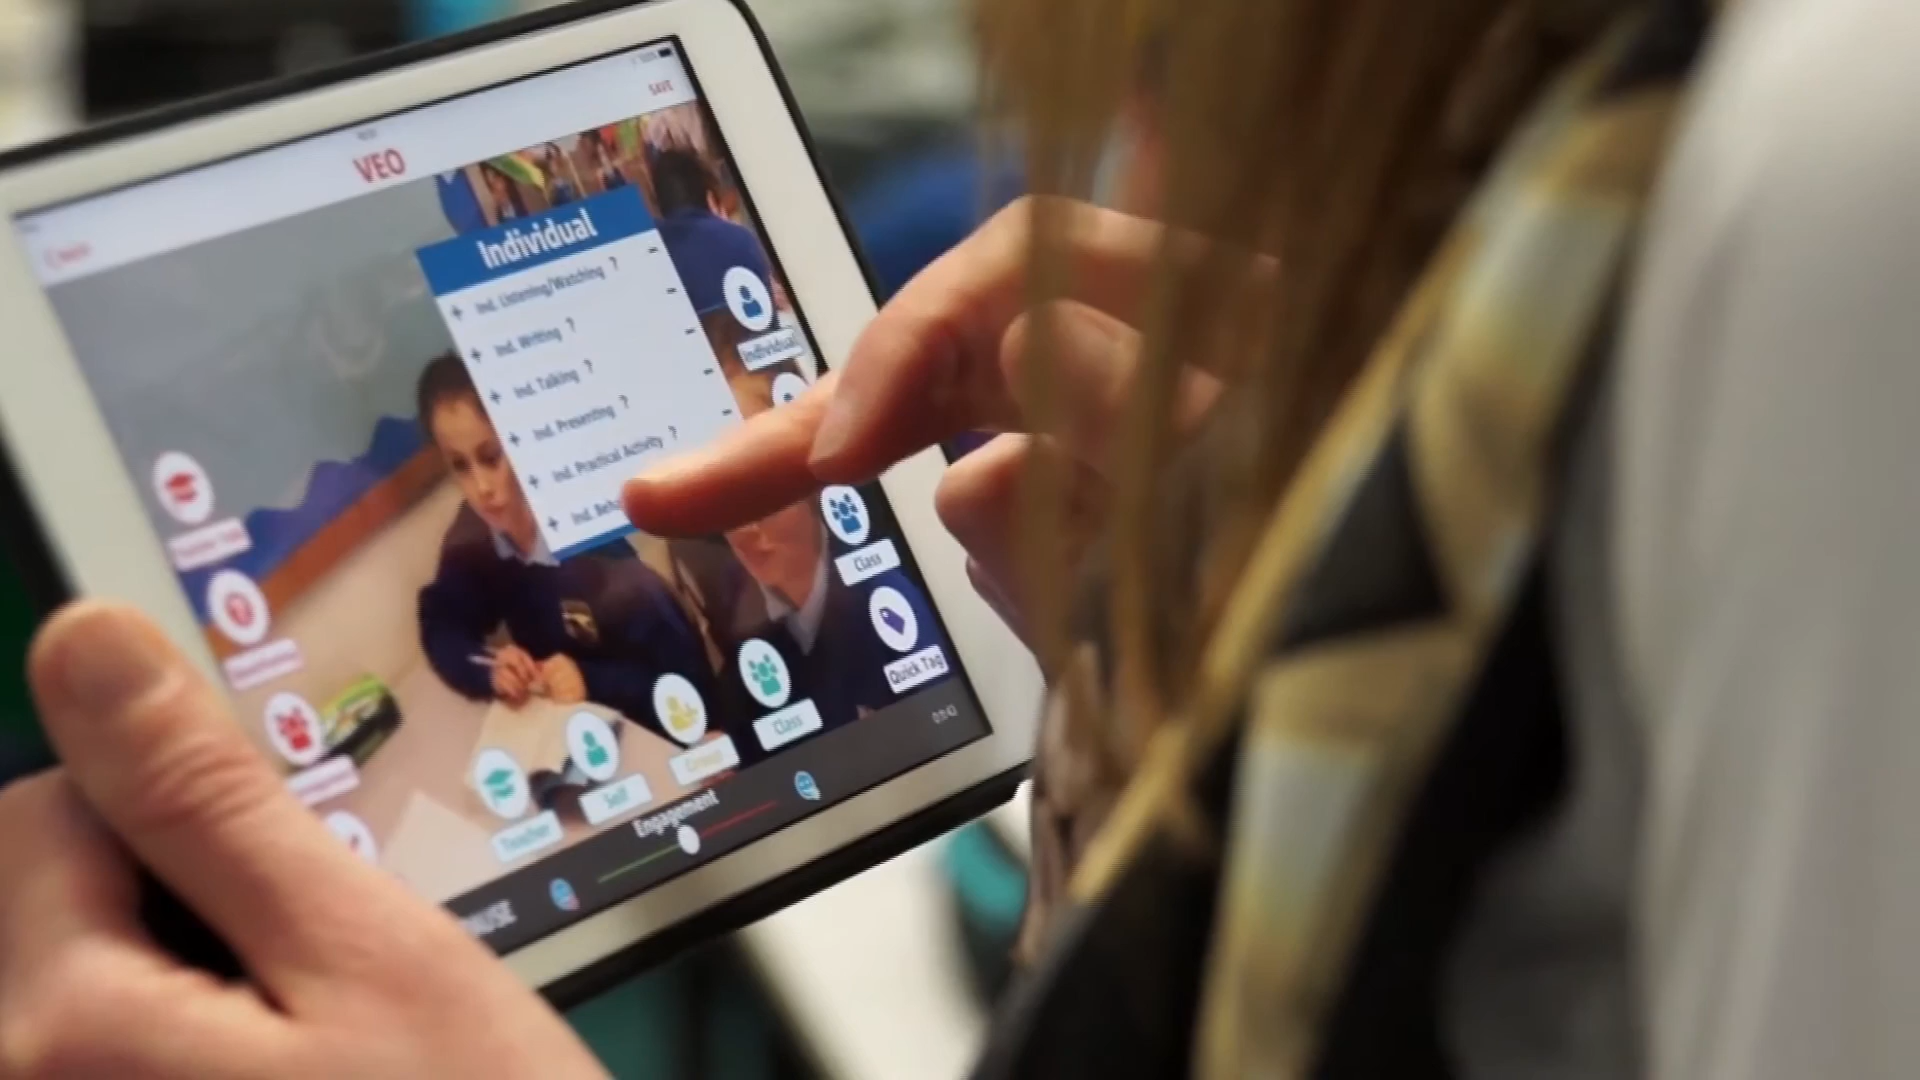 SAVE
VEO
Individual
+ Ind. Listening/Watching ? -
+ Ind. Writing ? -
+ Ind. Talking ? -
+ Ind. Presenting ? -
+ Ind. Practical Activity ? -
+ Ind.
Individual
Class
Quick Tag
Class
Group
Self
Teacher
Engagement